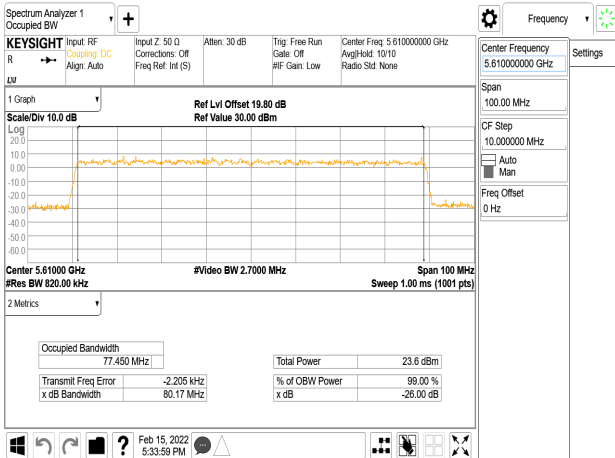 Spectrum Analyzer 1
Occupied BW
Frequency
KEYSIGHT
R
Input: RF
Coupling: DC
Align: Auto
Input Z: 50 Ω
Corrections: Off
Freq Ref: Int (S)
Atten: 30 dB
Trig: Free Run
Gate: Off
#IF Gain: Low
Center Freq: 5.610000000 GHz
Avg|Hold: 10/10
Radio Std: None
Center Frequency
5.610000000 GHz
Settings
Span
100.00 MHz
CF Step
10.000000 MHz
Auto
Man
Freq Offset
0 Hz
1 Graph
Scale/Div 10.0 dB
Ref Lvl Offset 19.80 dB
Ref Value 30.00 dBm
Log
20.0
10.0
0.00
-10.0
-20.0
-30.0
-40.0
-50.0
-60.0
Center 5.61000 GHz
#Res BW 820.00 kHz
#Video BW 2.7000 MHz
Span 100 MHz
Sweep 1.00 ms (1001 pts)
2 Metrics
Occupied Bandwidth
77.450 MHz
Total Power 23.6 dBm
Transmit Freq Error -2.205 kHz
% of OBW Power 99.00 %
x dB Bandwidth 80.17 MHz
x dB -26.00 dB
?
Feb 15, 2022
5:33:59 PM